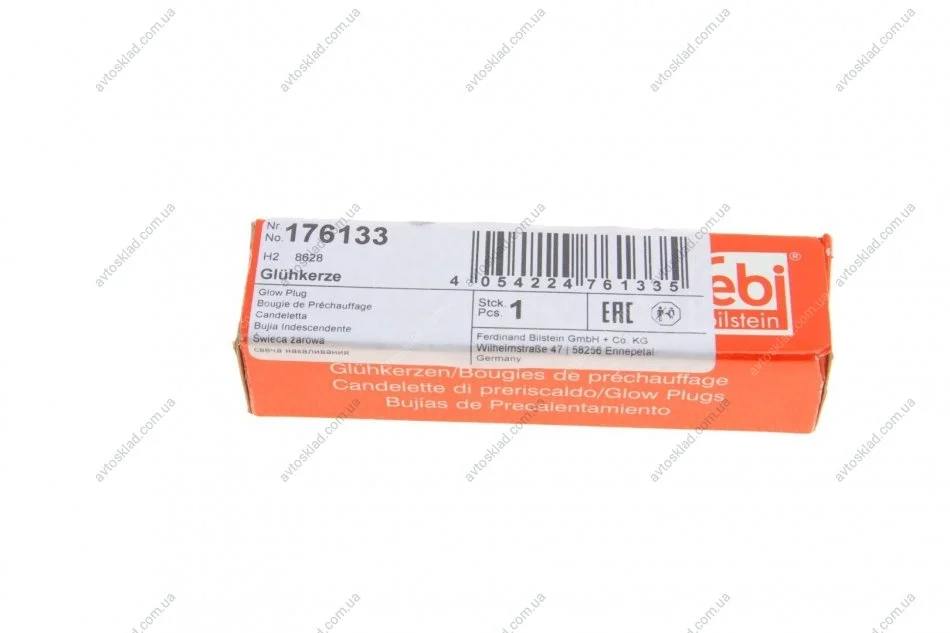 Nr.
No. 176133
H2 8628
Glühkerze
Glow Plug
Bougie de Préchauffage
Candeletta
Bujia Indescendente
Świeca żarowa
свеча накаливания
4 054224 761335
Stck.
Pcs. 1
EAC
Ferdinand Bilstein GmbH + Co. KG
Wilhelmstraße 47 | 58256 Ennepetal
Germany
ebi®
bilstein
Glühkerzen/Bougies de préchauffage
Candelette di preriscaldo/Glow Plugs
Bujías de Precalentamiento
avtosklad.com.ua